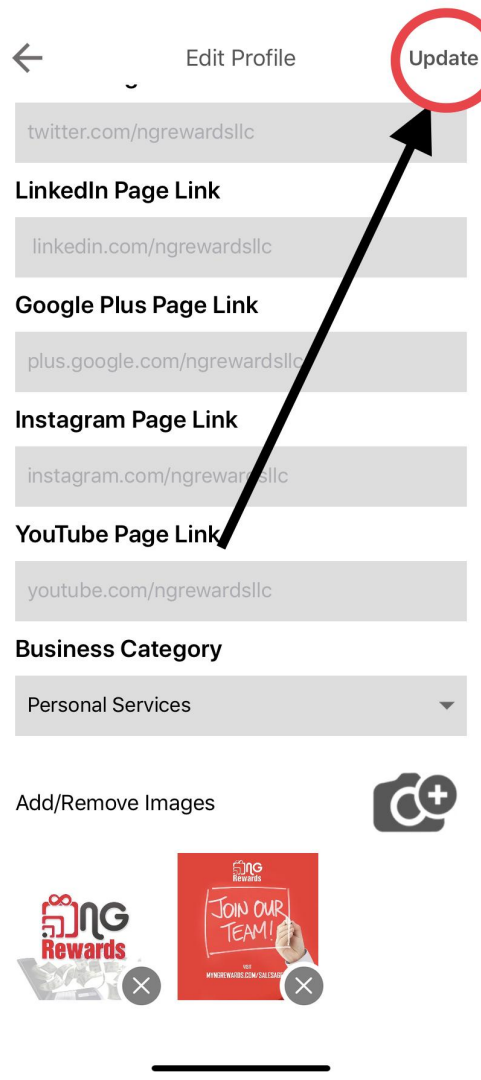 Edit Profile
Update
twitter.com/ngrewardsllc
LinkedIn Page Link
linkedin.com/ngrewardsllc
Google Plus Page Link
plus.google.com/ngrewardsllc
Instagram Page Link
instagram.com/ngrewardsllc
YouTube Page Link
youtube.com/ngrewardsllc
Business Category
Personal Services
Add/Remove Images
NG
Rewards
NG
Rewards
JOIN OUR
TEAM!
VISIT